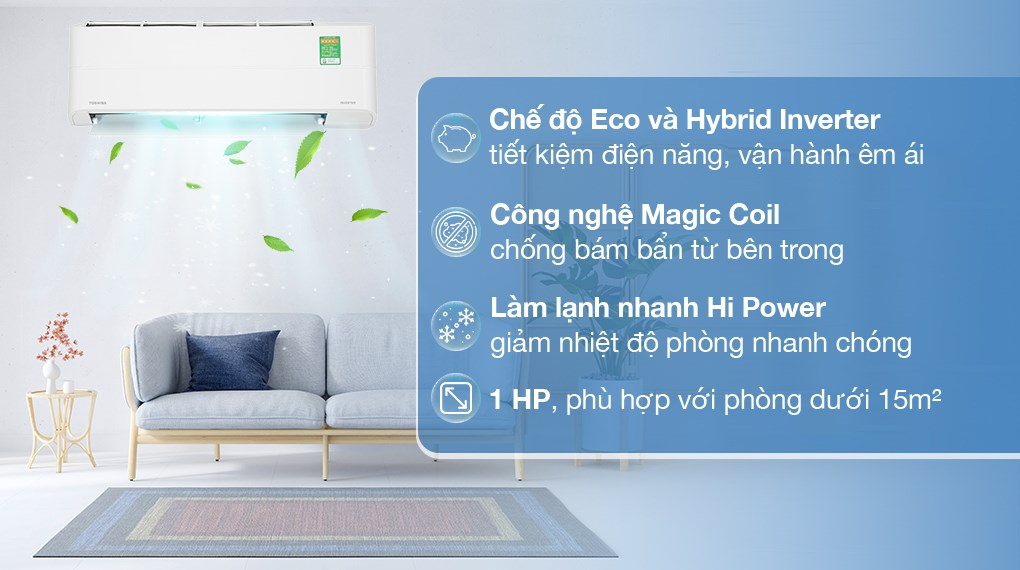 TOSHIBA
INVERTER
Chế độ Eco và Hybrid Inverter
tiết kiệm điện năng, vận hành êm ái
Công nghệ Magic Coil
chống bám bẩn từ bên trong
Làm lạnh nhanh Hi Power
giảm nhiệt độ phòng nhanh chóng
1 HP, phù hợp với phòng dưới 15m²